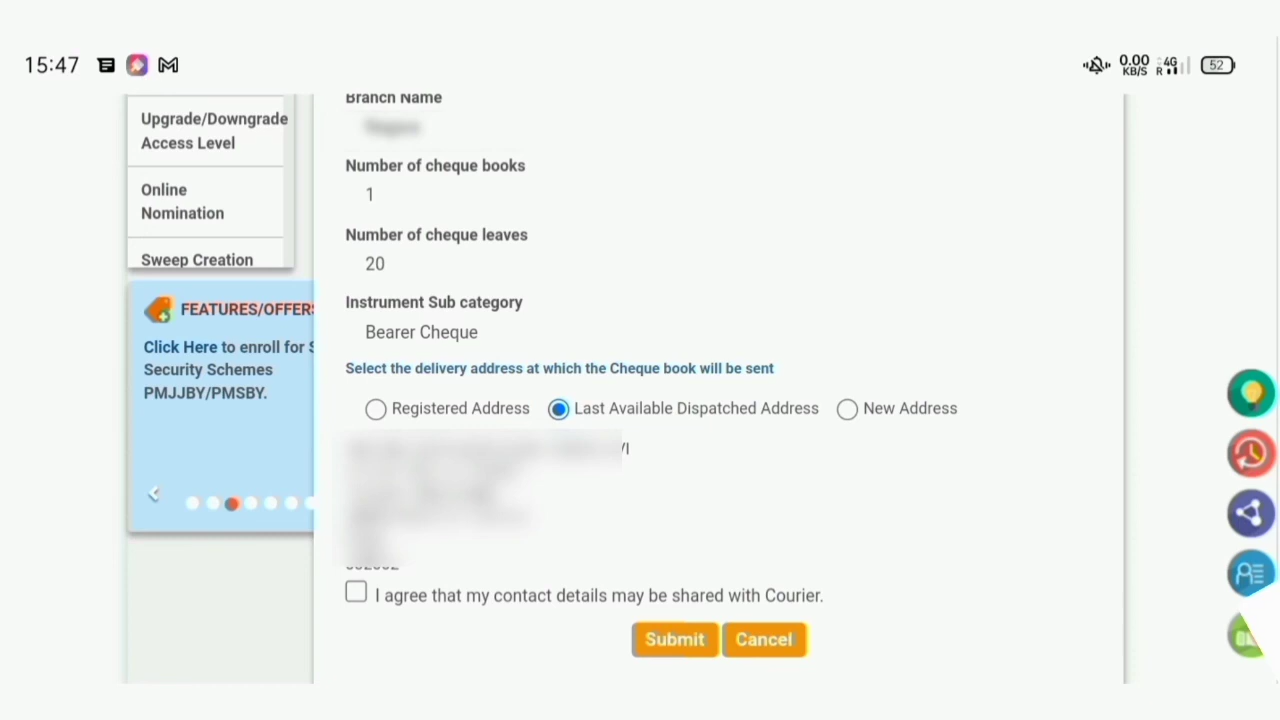 15:47
0.00
KB/S
4G
R
52
Branch Name
Upgrade/Downgrade
Access Level
Number of cheque books
1
Online
Nomination
Number of cheque leaves
20
Sweep Creation
Instrument Sub category
Bearer Cheque
FEATURES/OFFERS
Click Here to enroll for S
Security Schemes
PMJJBY/PMSBY.
Select the delivery address at which the Cheque book will be sent
Registered Address
Last Available Dispatched Address
New Address
I agree that my contact details may be shared with Courier.
Submit
Cancel